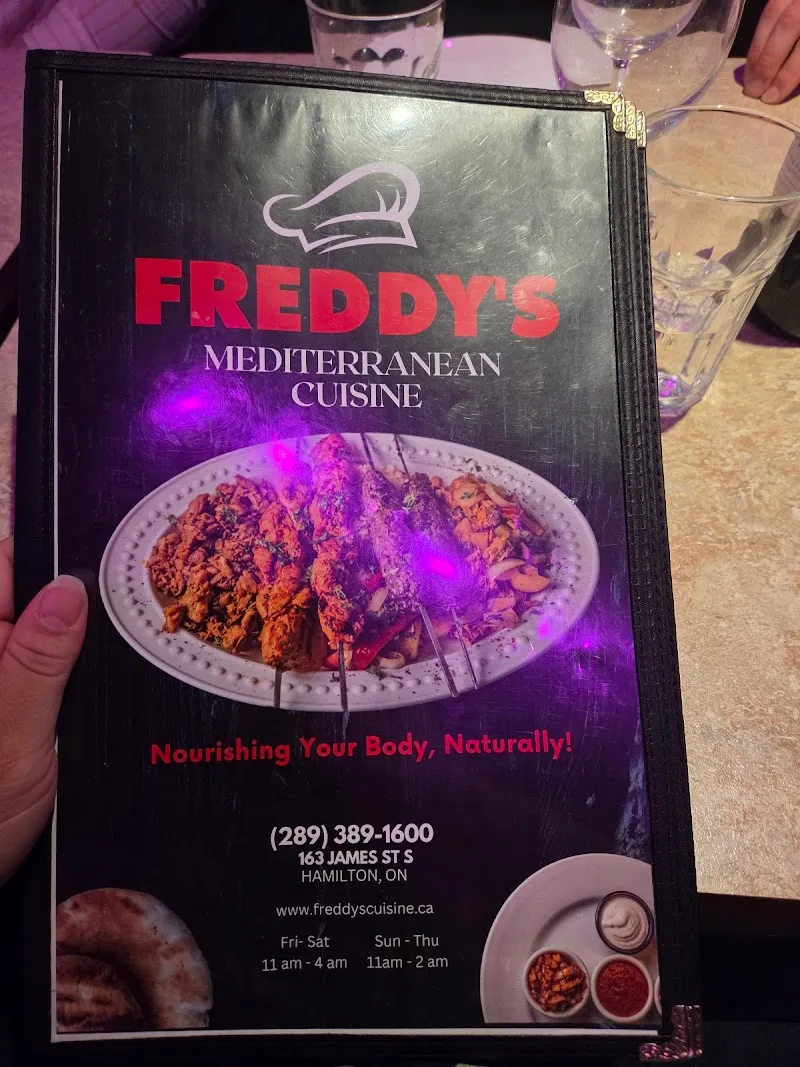 FREDDY'S
MEDITERRANEAN
CUISINE
Nourishing Your Body, Naturally!
(289) 389-1600
163 JAMES ST S
HAMILTON, ON
www.freddyscuisine.ca
Fri- Sat Sun - Thu
11 am - 4 am 11am - 2 am